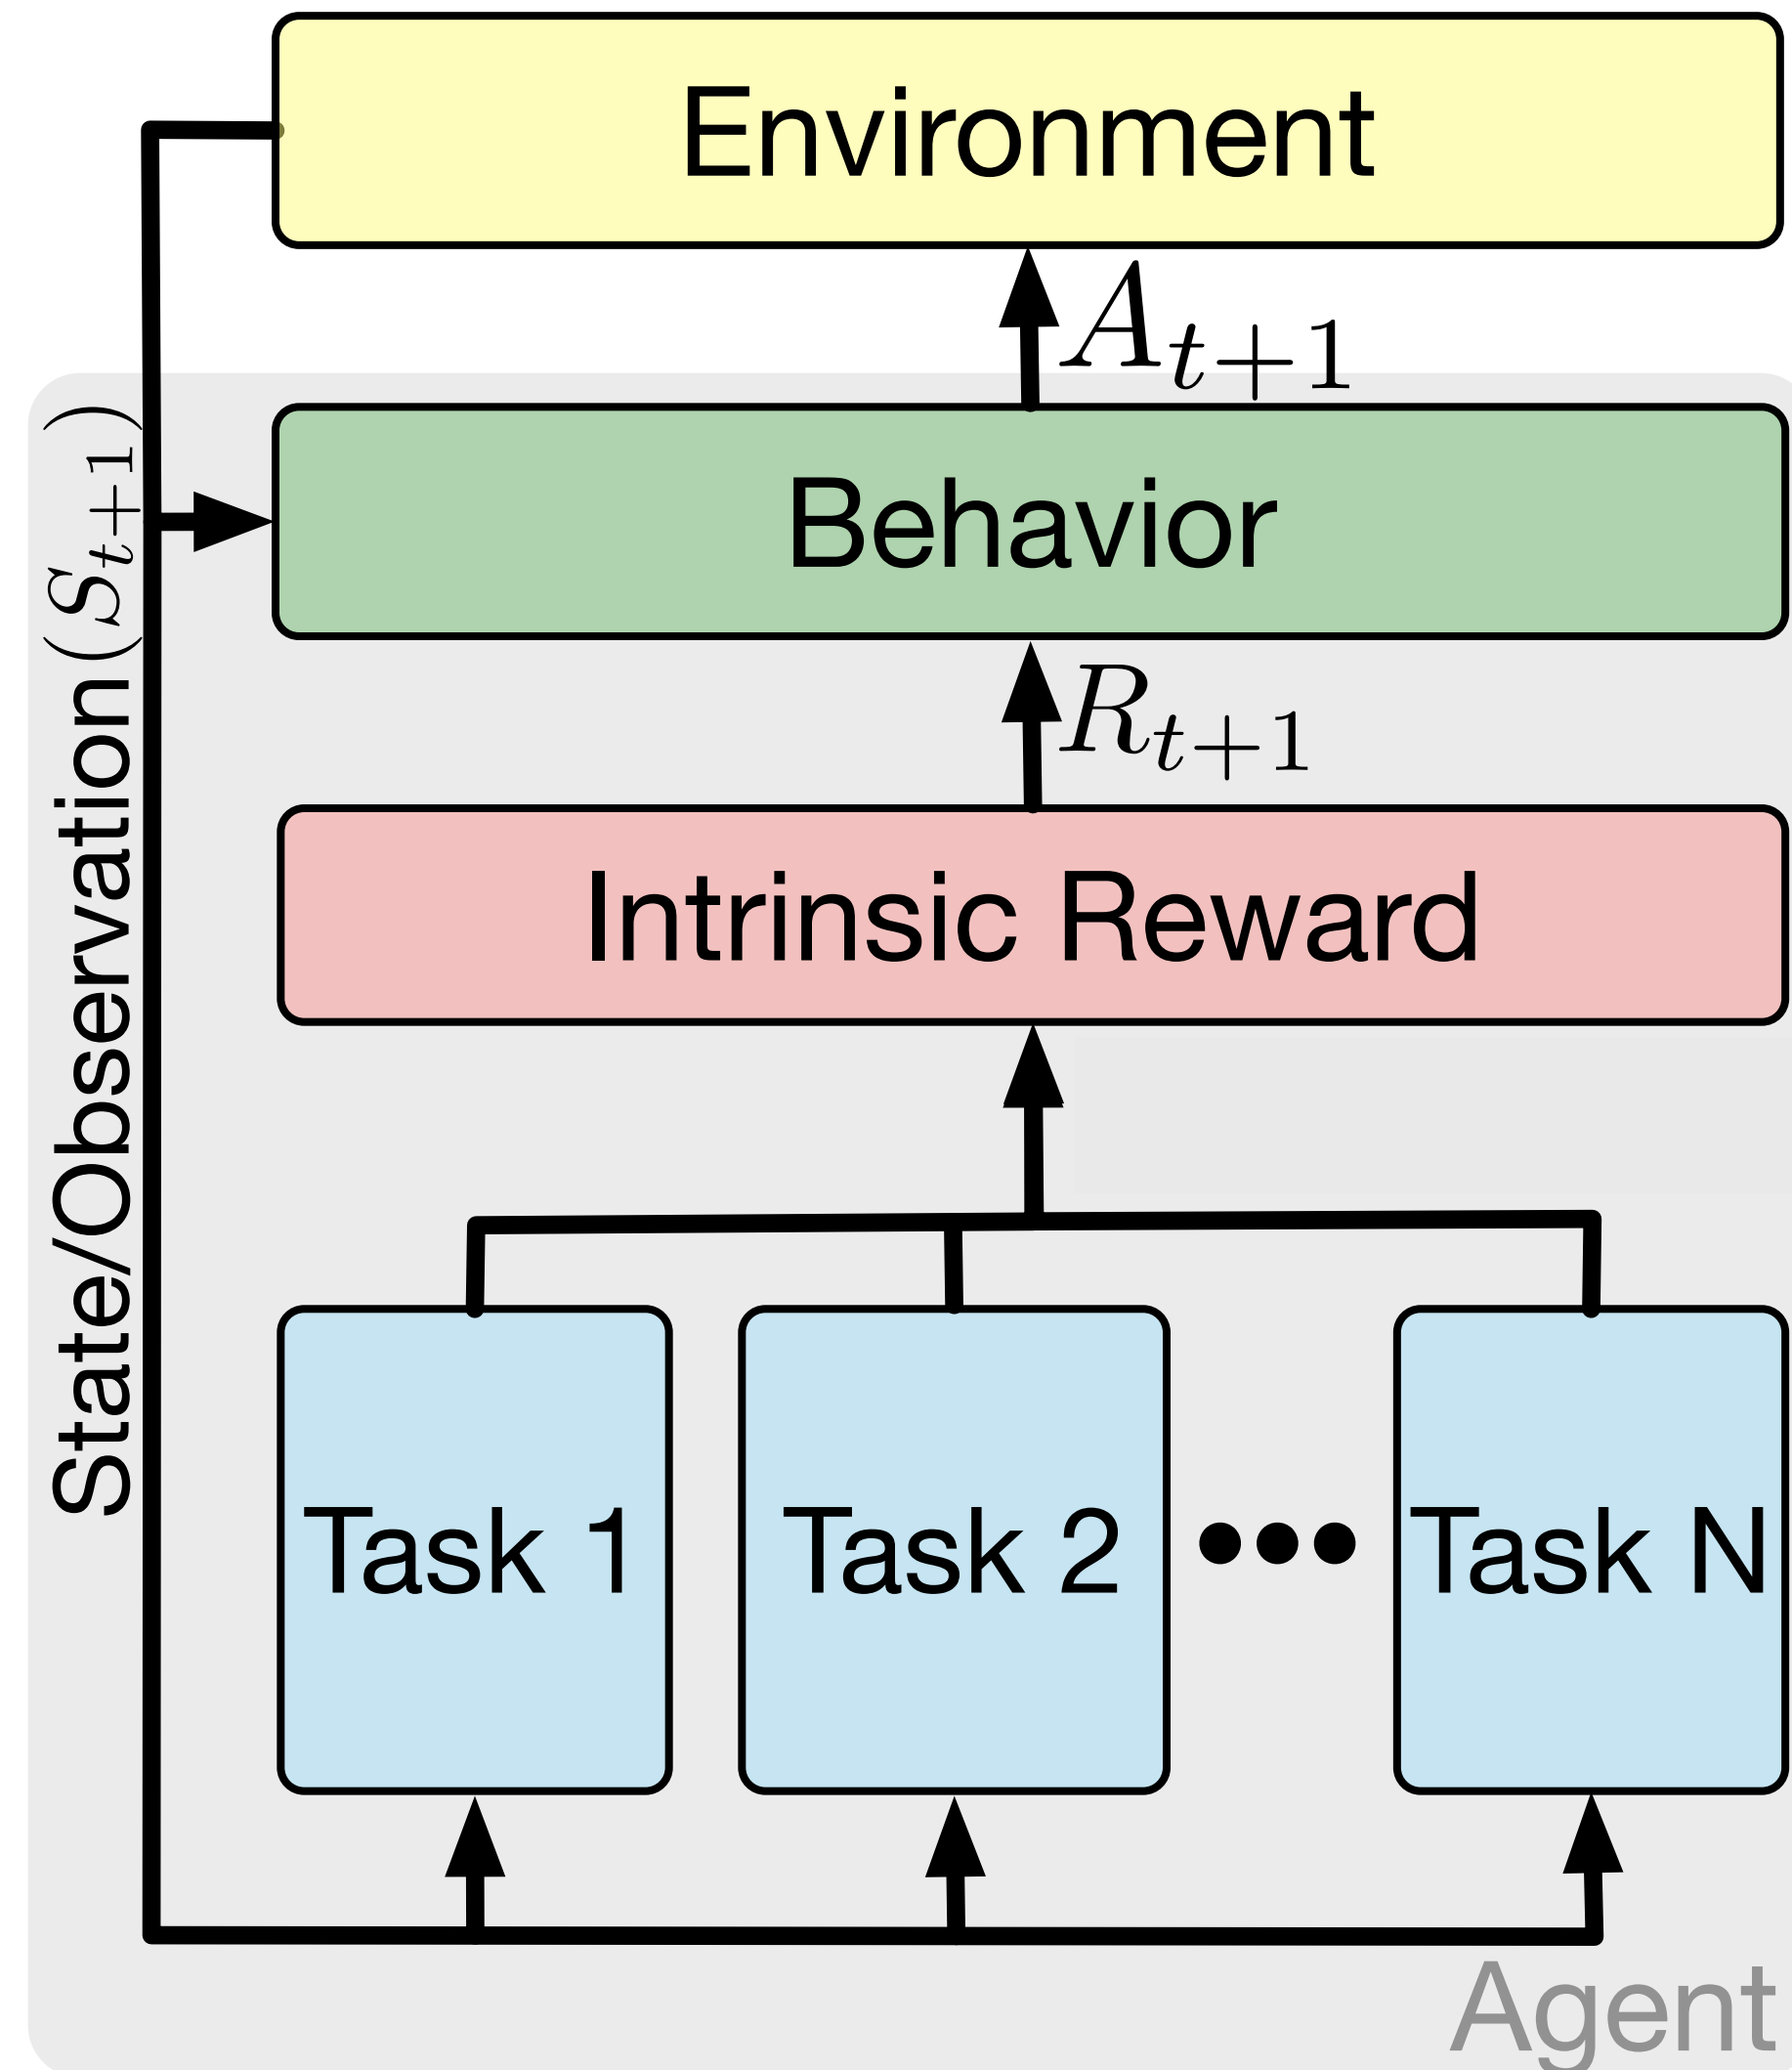 Environment
A_{t+1}
State/Observation (S_{t+1})
Behavior
R_{t+1}
Intrinsic Reward
Task 1 Task 2 ●●● Task N
Agent